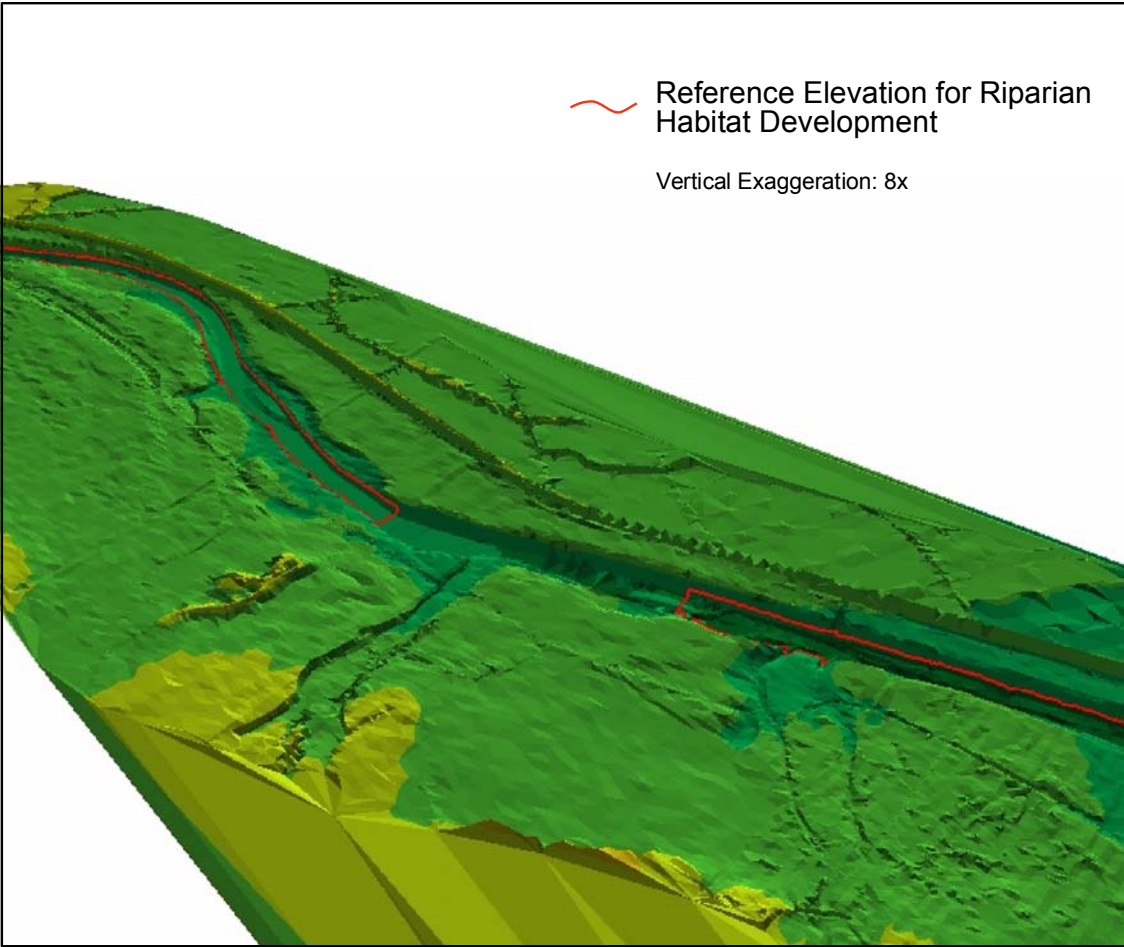 Reference Elevation for Riparian
Habitat Development
Vertical Exaggeration: 8x